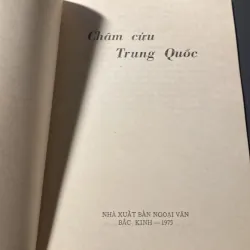 Châm cứu
Trung Quốc
NHÀ XUẤT BẢN NGOẠI VĂN
BẮC KINH—1975